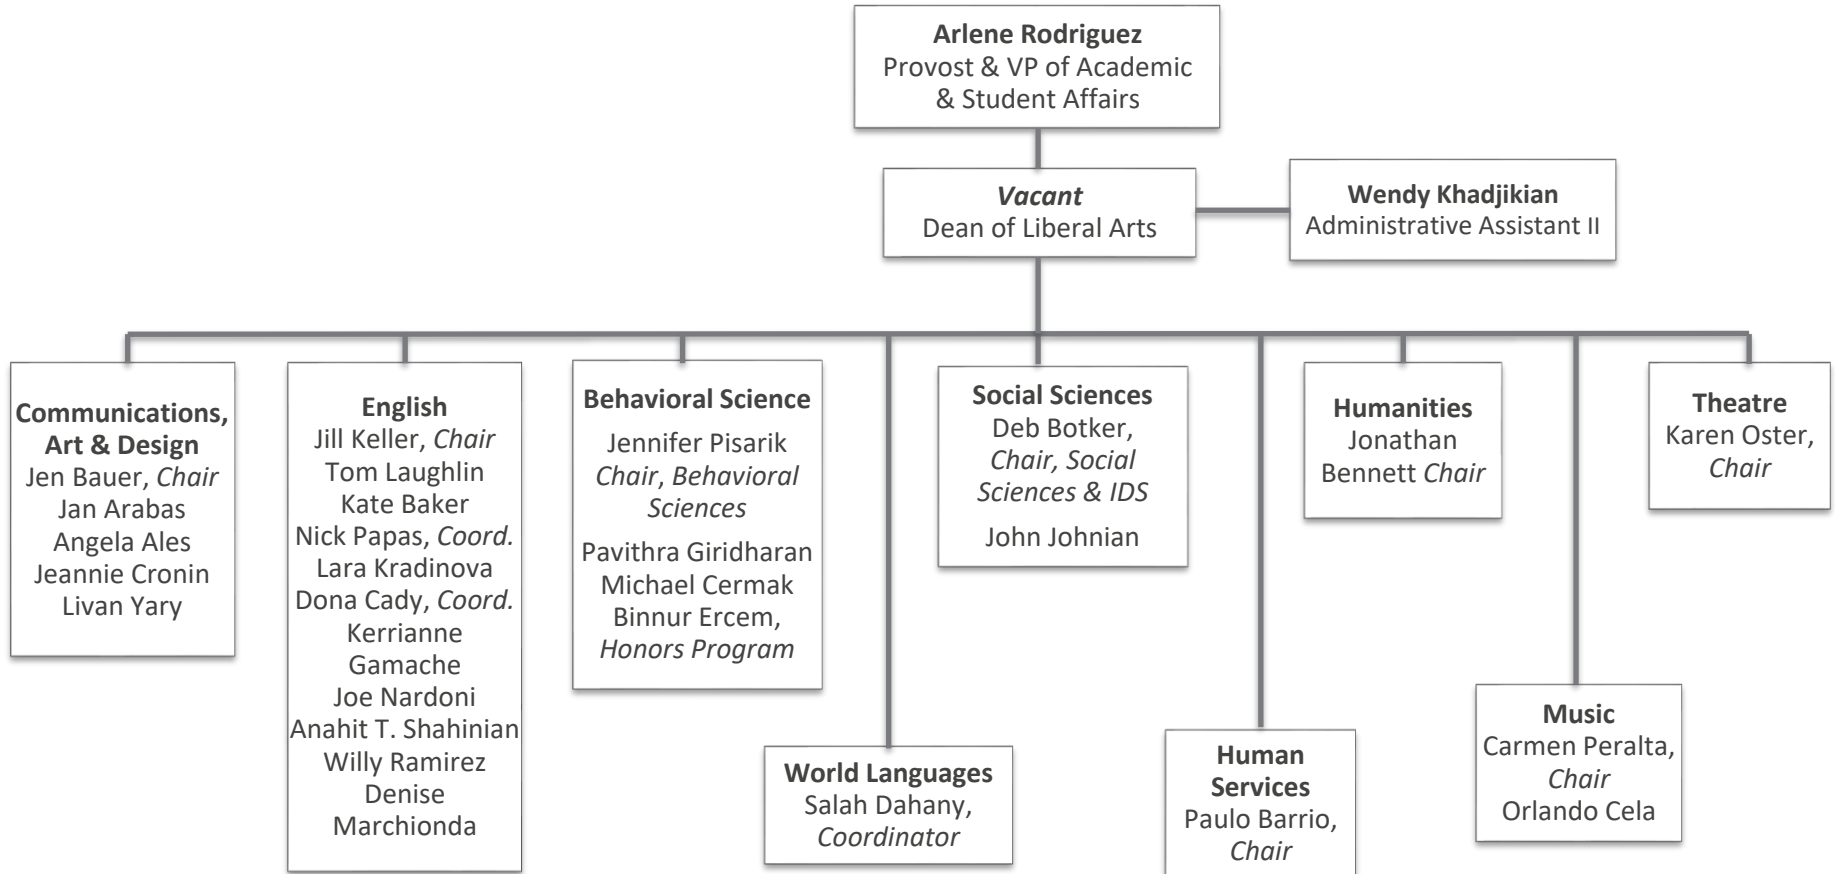 Arlene Rodriguez
Provost & VP of Academic
& Student Affairs
Vacant
Dean of Liberal Arts
Wendy Khadjikian
Administrative Assistant II
Communications,
Art & Design
Jen Bauer, Chair
Jan Arabas
Angela Ales
Jeannie Cronin
Livan Yary
English
Jill Keller, Chair
Tom Laughlin
Kate Baker
Nick Papas, Coord.
Lara Kradinova
Dona Cady, Coord.
Kerrianne
Gamache
Joe Nardoni
Anahit T. Shahinian
Willy Ramirez
Denise
Marchionda
Behavioral Science
Jennifer Pisarik
Chair, Behavioral
Sciences
Pavithra Giridharan
Michael Cermak
Binnur Ercem,
Honors Program
World Languages
Salah Dahany,
Coordinator
Social Sciences
Deb Botker,
Chair, Social
Sciences & IDS
John Johnian
Human
Services
Paulo Barrio,
Chair
Humanities
Jonathan
Bennett Chair
Music
Carmen Peralta,
Chair
Orlando Cela
Theatre
Karen Oster,
Chair